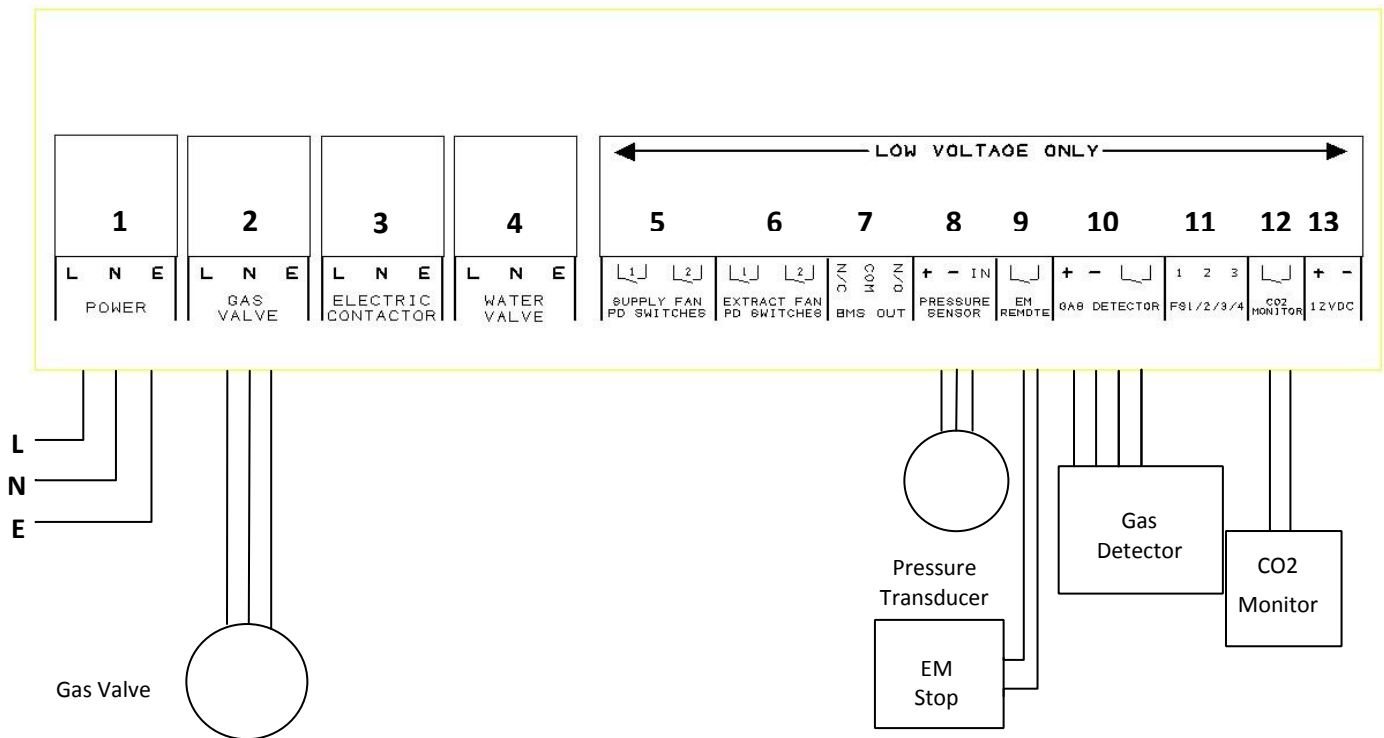 LOW VOLTAGE ONLY
1 2 3 4 5 6 7 8 9 10 11 12 13
L N E L N E L N E L N E 1 2 1 2 N/C COM N/O + - IN + - 1 2 3 + -
POWER
GAS
VALVE
ELECTRIC
CONTACTOR
WATER
VALVE
SUPPLY FAN
PD SWITCHES
EXTRACT FAN
PD SWITCHES
BMS OUT
PRESSURE
SENSOR
EM
REMOTE
GAS DETECTOR
FS1/2/3/4
CO2
MONITOR
12VDC
L
N
E
Gas
Detector
CO2
Monitor
Pressure
Transducer
EM
Stop
Gas Valve